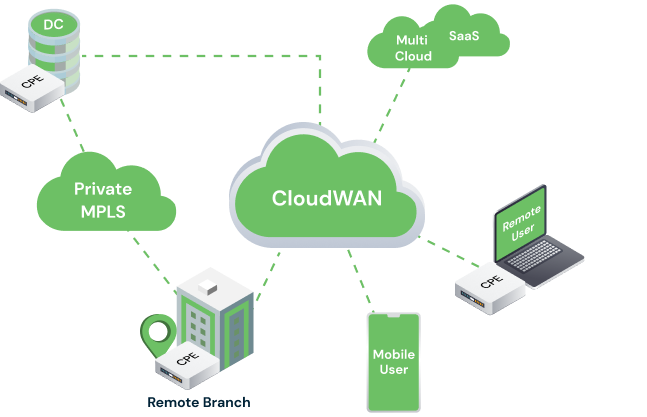 DC
CPE
Multi
Cloud
SaaS
Private
MPLS
CloudWAN
Remote
User
CPE
CPE
Mobile
User
Remote Branch